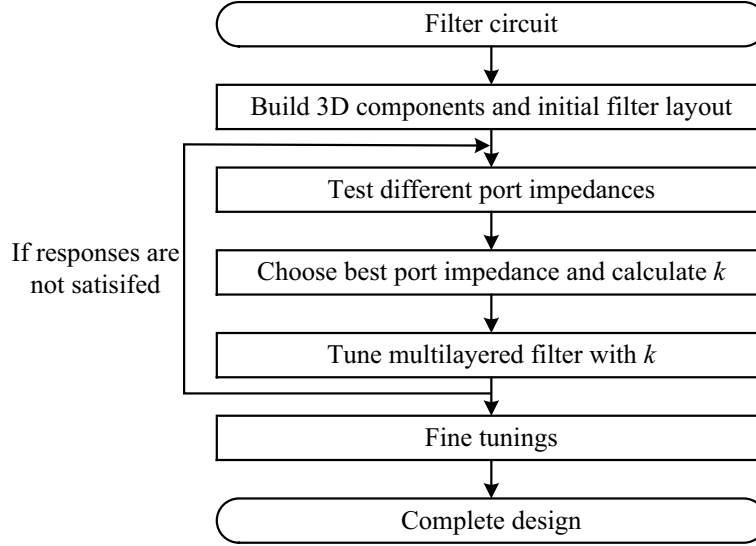 Filter circuit
Build 3D components and initial filter layout
Test different port impedances
If responses are
not satisifed
Choose best port impedance and calculate k
Tune multilayered filter with k
Fine tunings
Complete design